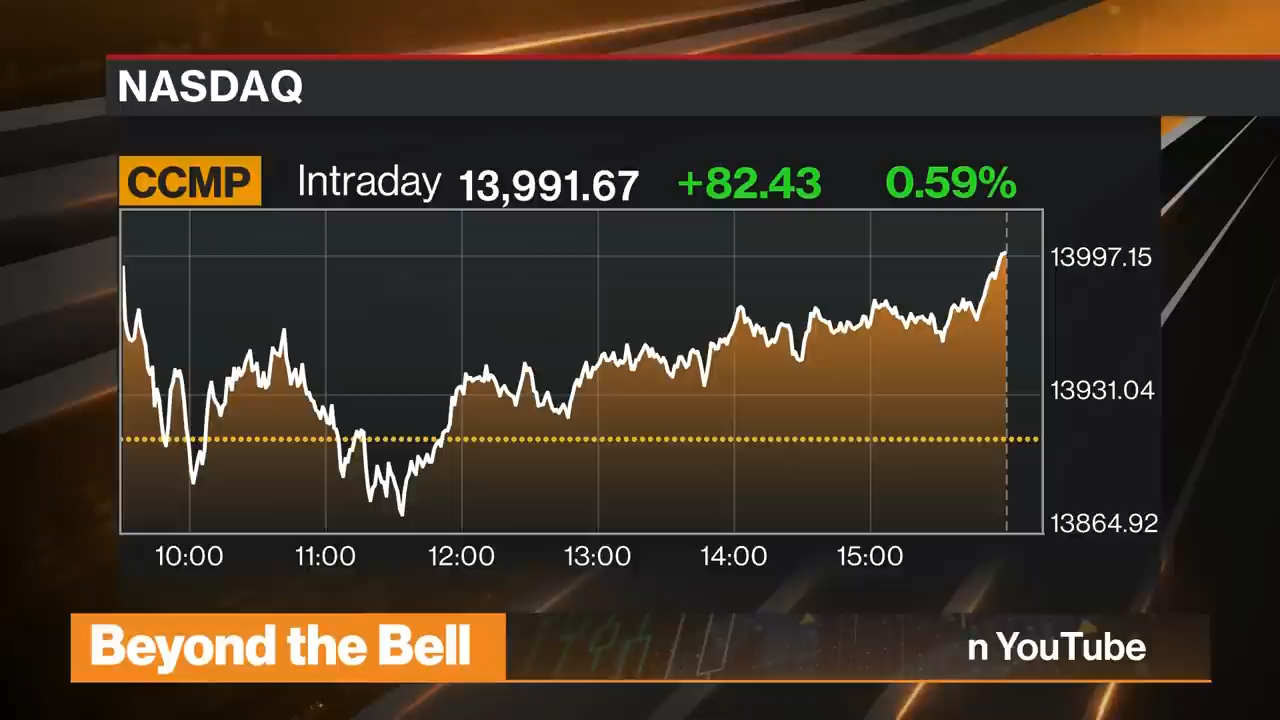 NASDAQ
CCMP Intraday 13,991.67 +82.43 0.59%
13997.15
13931.04
13864.92
10:00 11:00 12:00 13:00 14:00 15:00
Beyond the Bell n YouTube